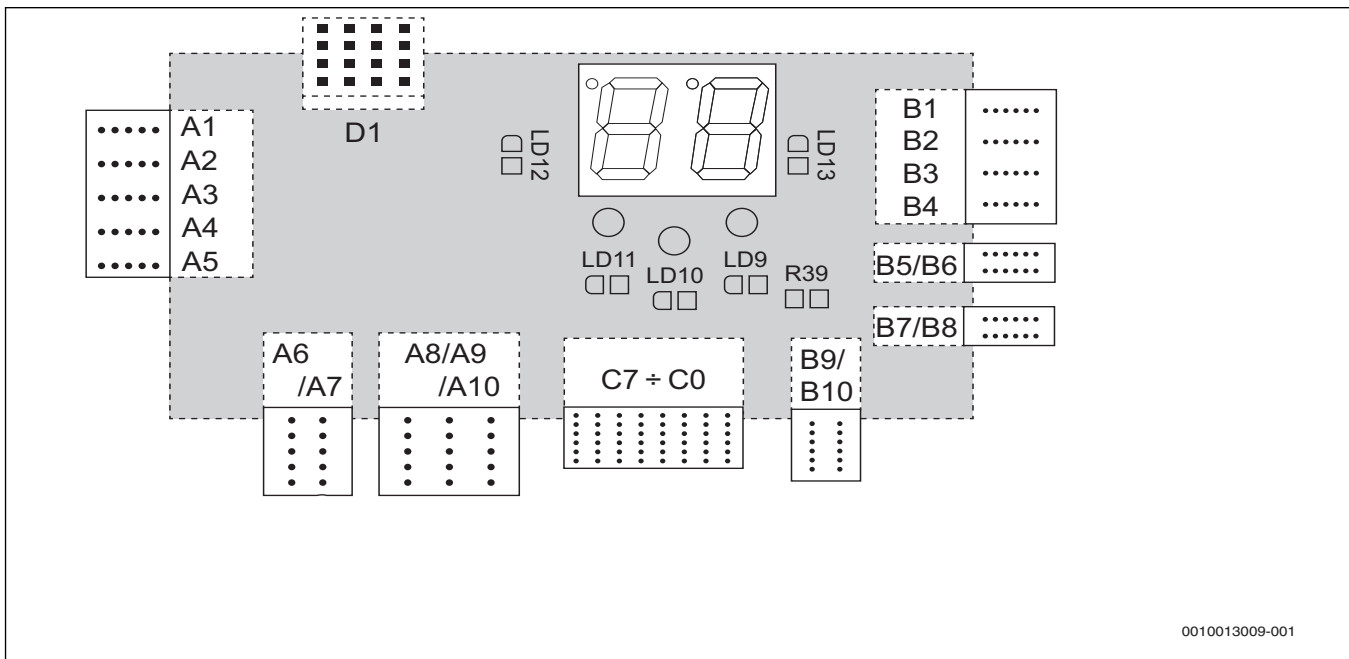 D1
A1
A2
A3
A4
A5
LD12
LD13
B1
B2
B3
B4
LD11
LD10
LD9
R39
B5/B6
B7/B8
A6
/A7
A8/A9
/A10
C7 ÷ C0
B9/
B10
0010013009-001